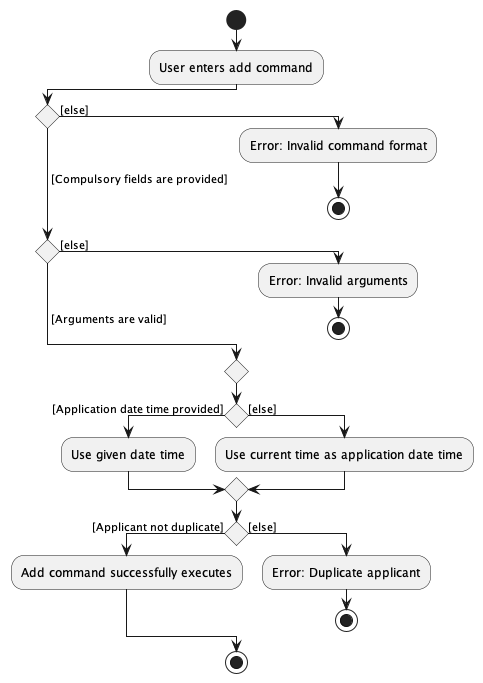 User enters add command
[else]
Error: Invalid command format
[Compulsory fields are provided]
[else]
Error: Invalid arguments
[Arguments are valid]
[Application date time provided]
[else]
Use given date time
Use current time as application date time
[Applicant not duplicate]
[else]
Add command successfully executes
Error: Duplicate applicant